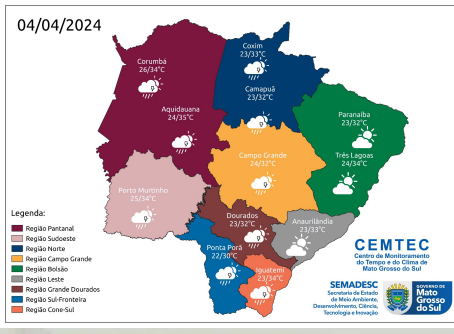 04/04/2024
Corumbá
26/34°C
Aquidauana
24/35°C
Coxim
23/33°C
Camapuã
23/32°C
Paranaíba
23/32°C
Três Lagoas
24/34°C
Campo Grande
24/32°C
Porto Murtinho
25/34°C
Dourados
23/32°C
Anaurilândia
23/33°C
Ponta Porã
22/30°C
Iguatemi
23/34°C
Legenda:
Região Pantanal
Região Sudoeste
Região Norte
Região Campo Grande
Região Bolsão
Região Leste
Região Grande Dourados
Região Sul-Fronteira
Região Cone-Sul
CEMTEC
Centro de Monitoramento
do Tempo e do Clima de
Mato Grosso do Sul
SEMADESC
Secretaria de Estado
de Meio Ambiente,
Desenvolvimento, Ciência,
Tecnologia e Inovação
GOVERNO DE
Mato
Grosso
do Sul